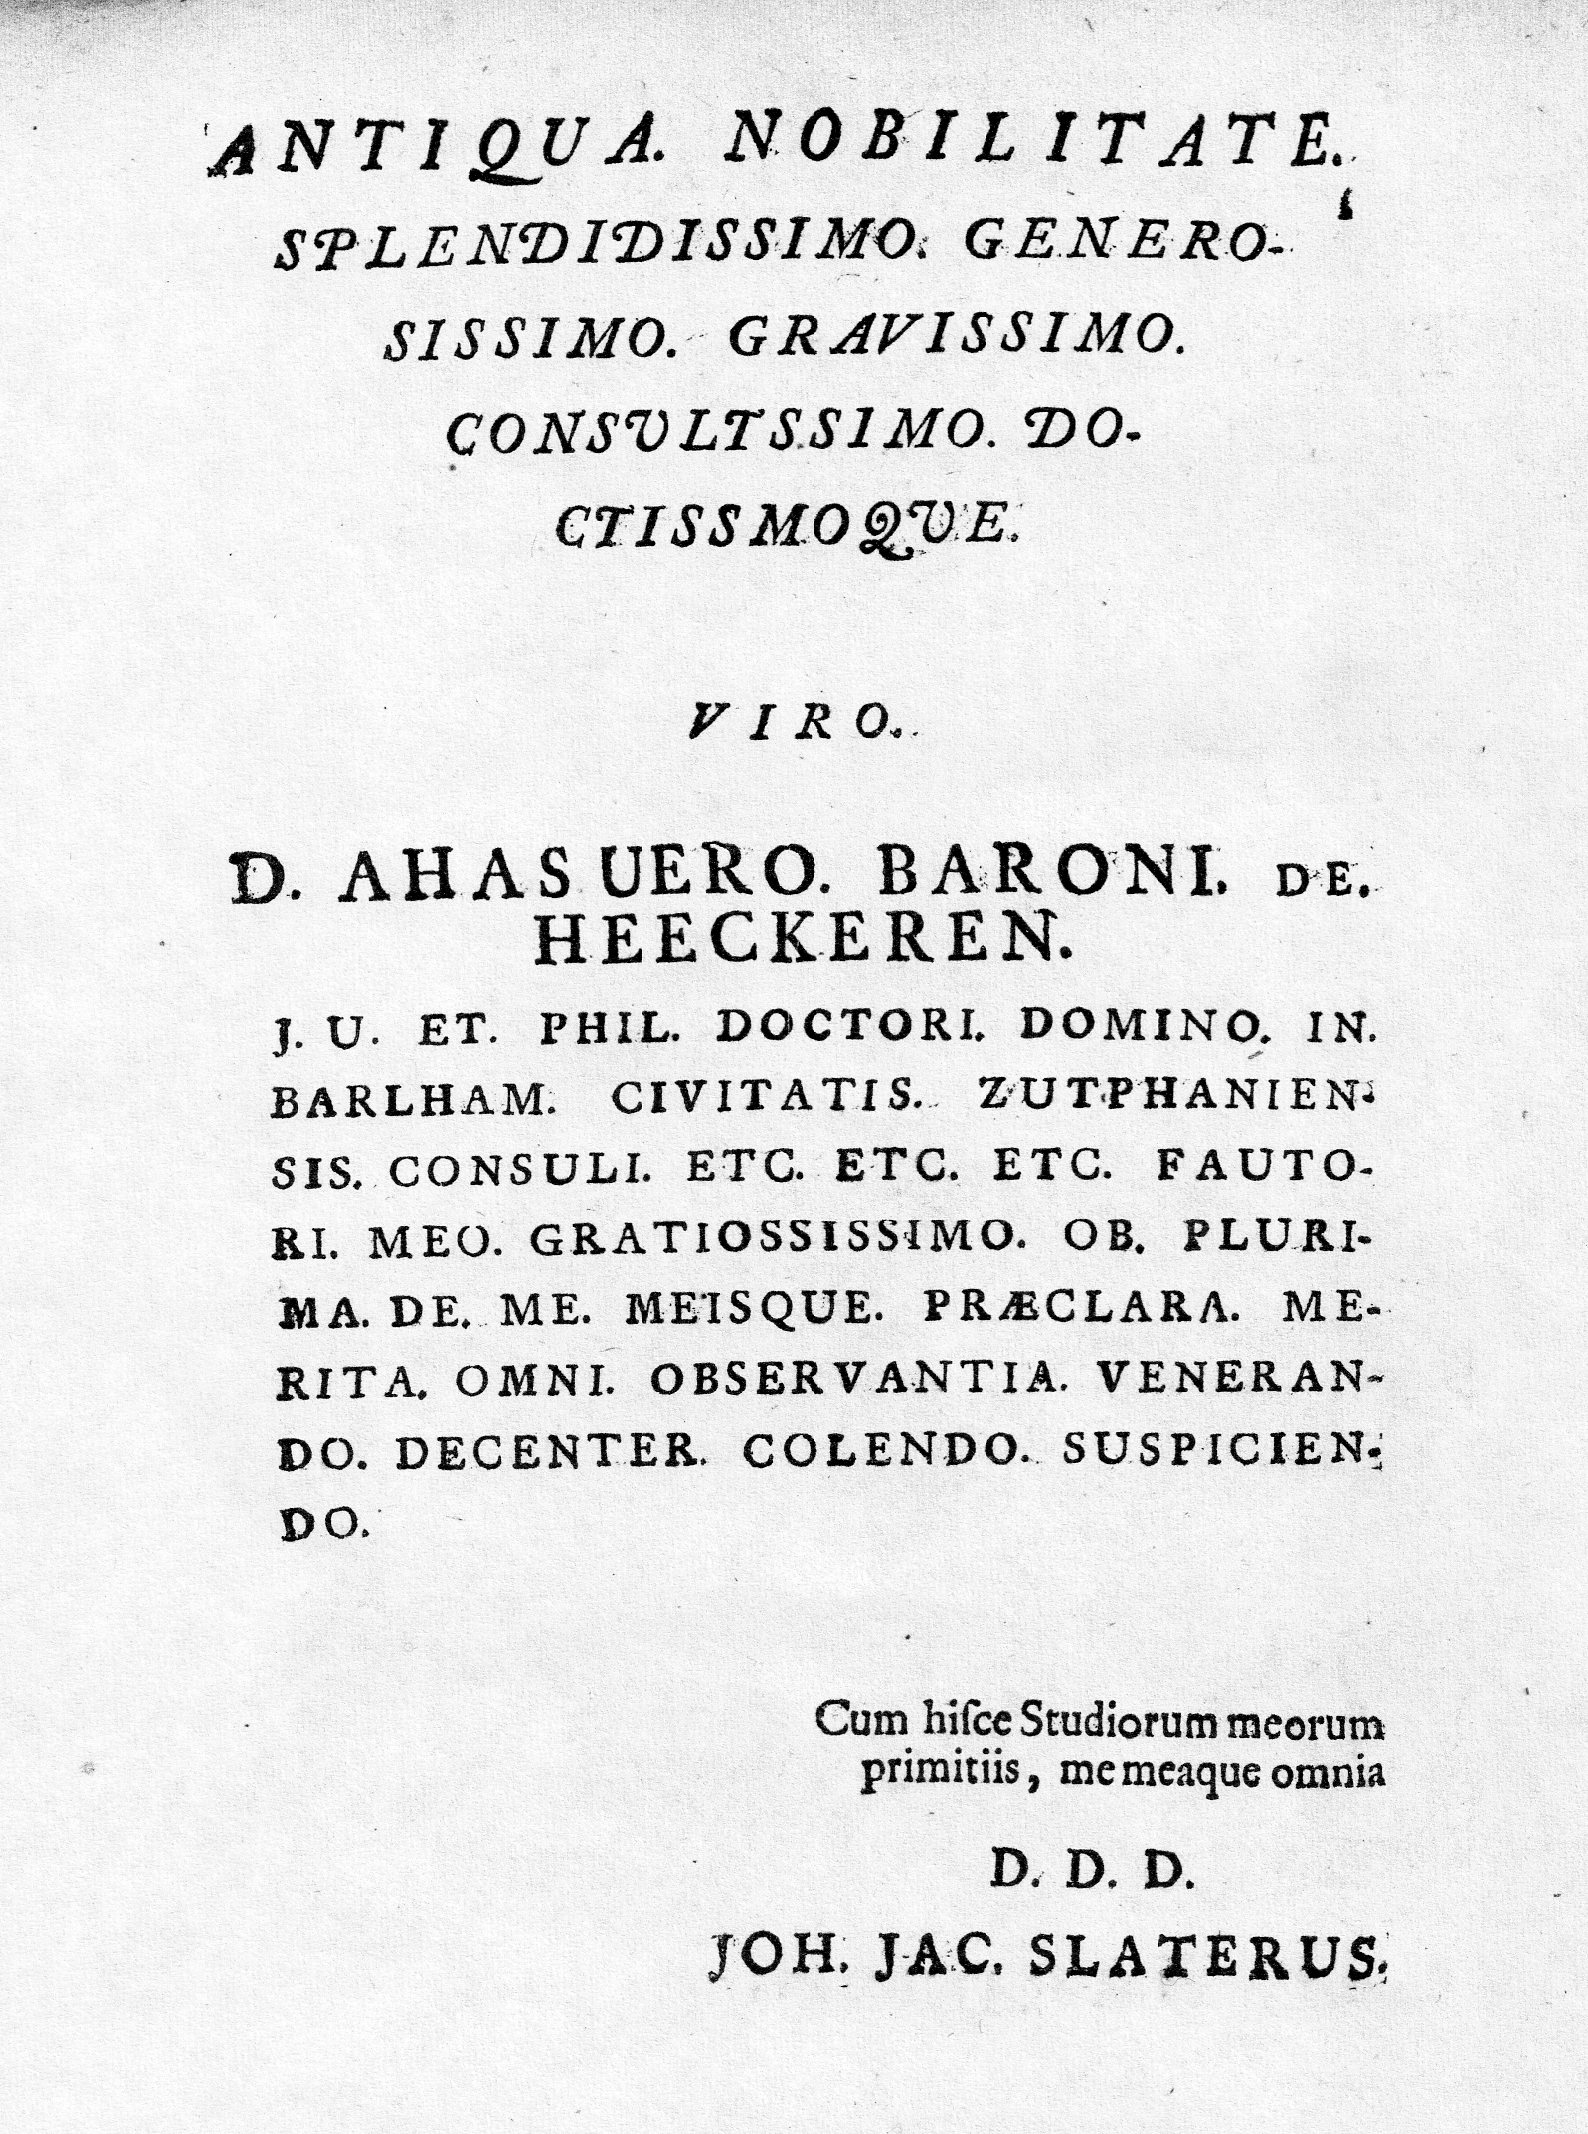 ANTIQUA. NOBILITATE.
SPLENDIDISSIMO. GENERO-
SISSIMO. GRAVISSIMO.
CONSULTSSIMO. DO-
CTISSMOQUE.
VIRO.
D. AHASUERO. BARONI. DE.
HEECKEREN.
J. U. ET. PHIL. DOCTORI. DOMINO. IN.
BARLHAM. CIVITATIS. ZUTPHANIEN-
SIS. CONSULI. ETC. ETC. ETC. FAUTO-
RI. MEO. GRATIOSSISSIMO. OB. PLURI-
MA. DE. ME. MEISQUE. PRÆCLARA. ME-
RITA. OMNI. OBSERVANTIA. VENERAN-
DO. DECENTER. COLENDO. SUSPICIEN-
DO.
Cum hiſce Studiorum meorum
primitiis, me meaque omnia
D. D. D.
JOH. JAC. SLATERUS.